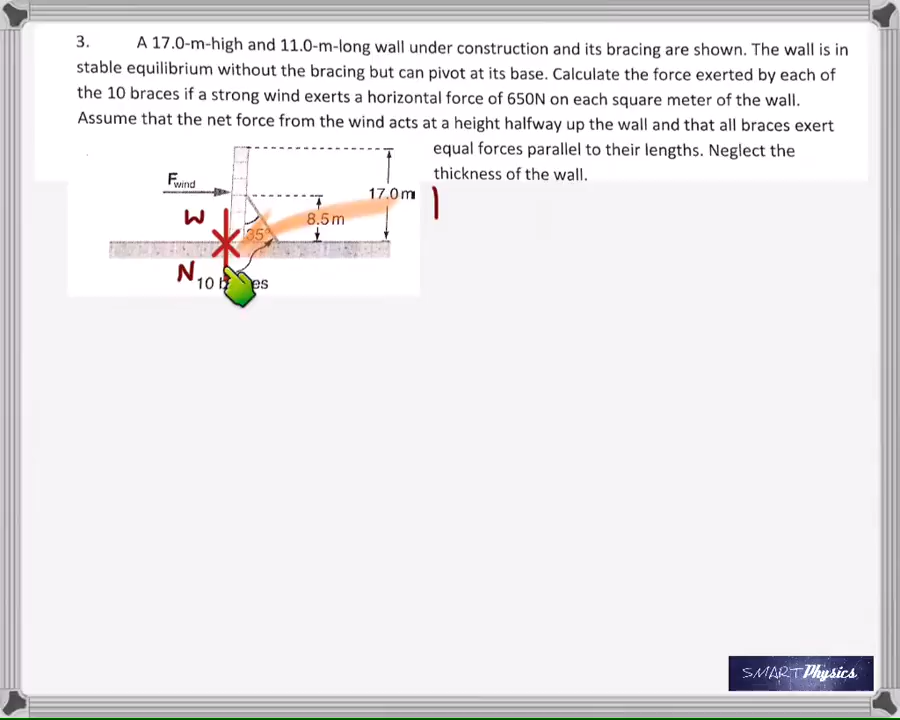 3. A 17.0-m-high and 11.0-m-long wall under construction and its bracing are shown. The wall is in
stable equilibrium without the bracing but can pivot at its base. Calculate the force exerted by each of
the 10 braces if a strong wind exerts a horizontal force of 650N on each square meter of the wall.
Assume that the net force from the wind acts at a height halfway up the wall and that all braces exert
equal forces parallel to their lengths. Neglect the
thickness of the wall.
Fwind
17.0 m
W
8.5 m
35°
N
10
SMART Physics